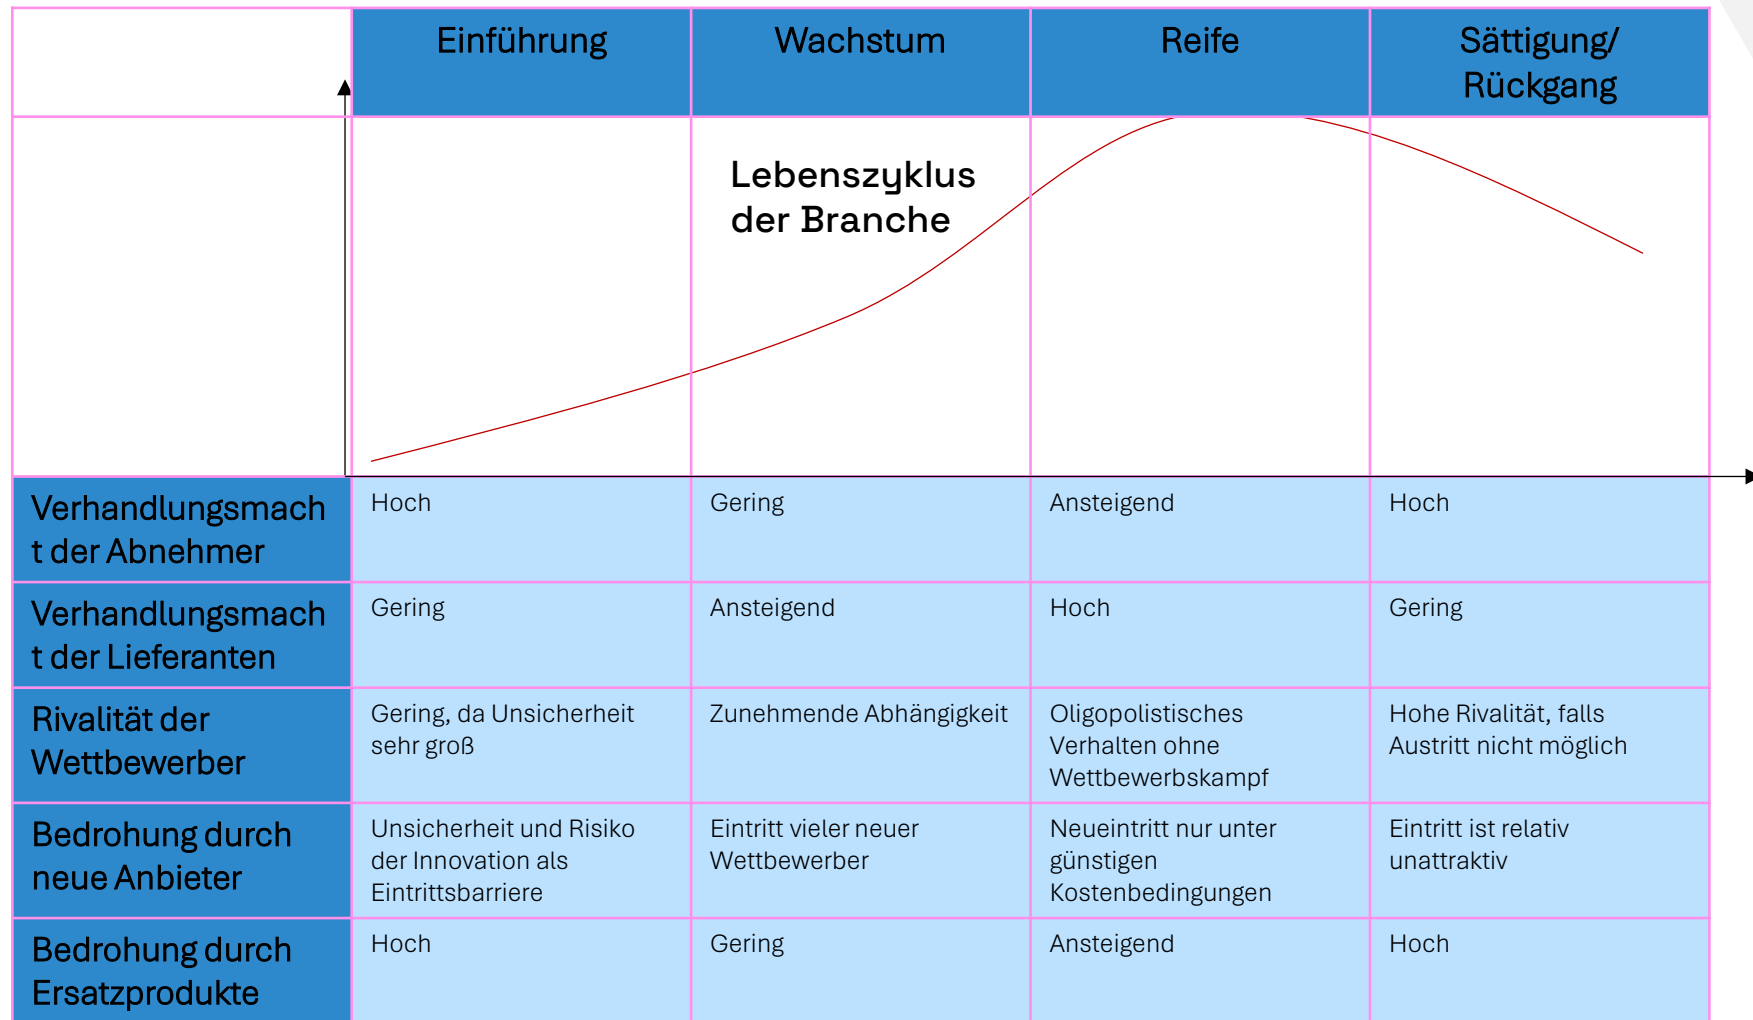 Einführung
Wachstum
Reife
Sättigung/
Rückgang
Lebenszyklus
der Branche
Verhandlungsmach
t der Abnehmer
Hoch
Gering
Ansteigend
Hoch
Verhandlungsmach
t der Lieferanten
Gering
Ansteigend
Hoch
Gering
Rivalität der
Wettbewerber
Gering, da Unsicherheit
sehr groß
Zunehmende Abhängigkeit
Oligopolistisches
Verhalten ohne
Wettbewerbskampf
Hohe Rivalität, falls
Austritt nicht möglich
Bedrohung durch
neue Anbieter
Unsicherheit und Risiko
der Innovation als
Eintrittsbarriere
Eintritt vieler neuer
Wettbewerber
Neueintritt nur unter
günstigen
Kostenbedingungen
Eintritt ist relativ
unattraktiv
Bedrohung durch
Ersatzprodukte
Hoch
Gering
Ansteigend
Hoch